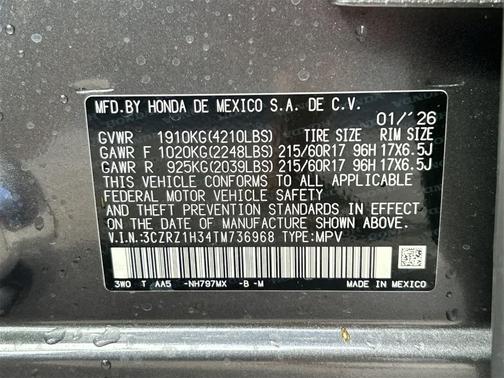 MFD.BY HONDA DE MEXICO S.A. DE C.V.
01/'26
GVWR 1910KG(4210LBS) TIRE SIZE RIM SIZE
GAWR F 1020KG(2248LBS) 215/60R17 96H 17X6.5J
GAWR R 925KG(2039LBS) 215/60R17 96H 17X6.5J
THIS VEHICLE CONFORMS TO ALL APPLICABLE
FEDERAL MOTOR VEHICLE SAFETY
AND THEFT PREVENTION STANDARDS IN EFFECT
ON THE DATE OF MANUFACTURE SHOWN ABOVE.
V.I.N:3CZRZ1H34TM736968 TYPE:MPV
3W0 T AA5 -NH797MX -B -M MADE IN MEXICO